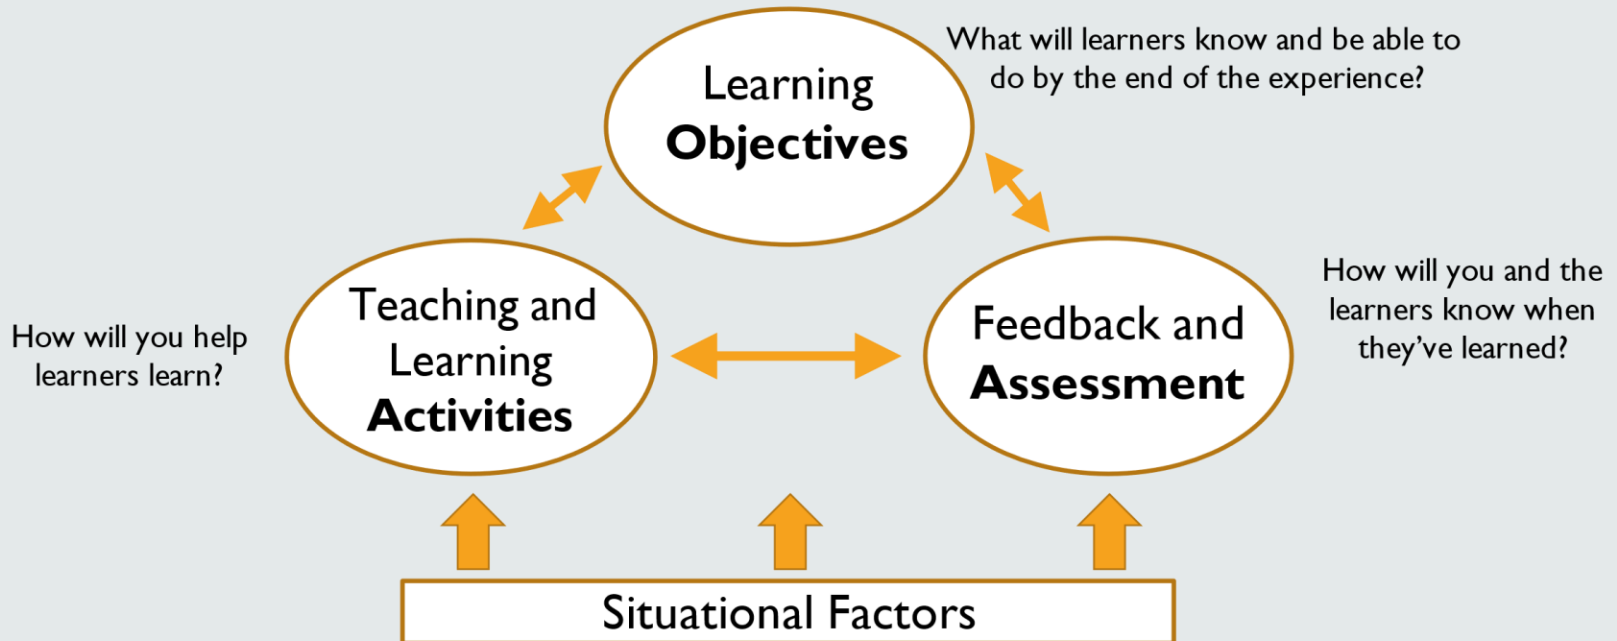 Learning
Objectives
What will learners know and be able to
do by the end of the experience?
Teaching and
Learning
Activities
How will you help
learners learn?
Feedback and
Assessment
How will you and the
learners know when
they’ve learned?
Situational Factors